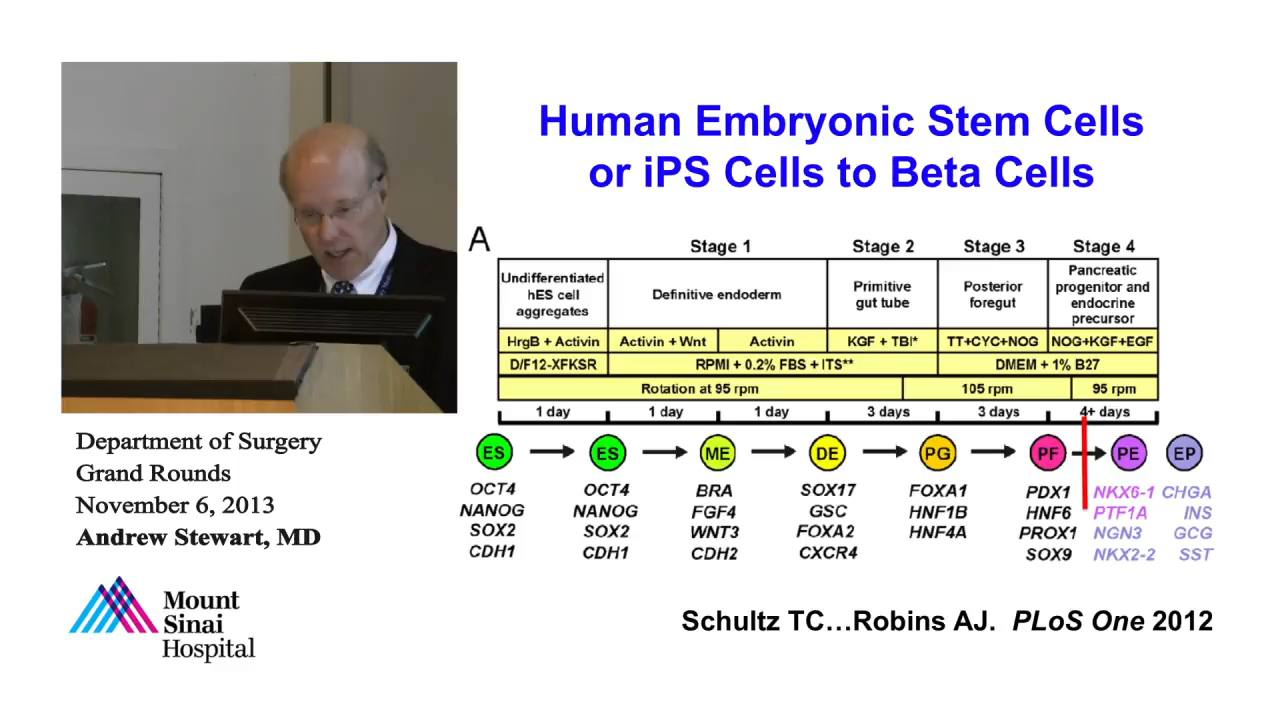 Human Embryonic Stem Cells
or iPS Cells to Beta Cells
A
Stage 1 Stage 2 Stage 3 Stage 4
Undifferentiated
hES cell
aggregates
Definitive endoderm
Primitive
gut tube
Posterior
foregut
Pancreatic
progenitor and
endocrine
precursor
HrgB + Activin Activin + Wnt Activin KGF + TBI* TT+CYC+NOG NOG+KGF+EGF
D/F12-XFKSR RPMI + 0.2% FBS + ITS** DMEM + 1% B27
Rotation at 95 rpm 105 rpm 95 rpm
1 day 1 day 1 day 3 days 3 days 4+ days
ES ES ME DE PG PF PE EP
OCT4 OCT4 BRA SOX17 FOXA1 PDX1 NKX6-1 CHGA
NANOG NANOG FGF4 GSC HNF1B HNF6 PTF1A INS
SOX2 SOX2 WNT3 FOXA2 HNF4A PROX1 NGN3 GCG
CDH1 CDH1 CDH2 CXCR4 SOX9 NKX2-2 SST
Schultz TC…Robins AJ. PLoS One 2012
Department of Surgery
Grand Rounds
November 6, 2013
Andrew Stewart, MD
Mount
Sinai
Hospital